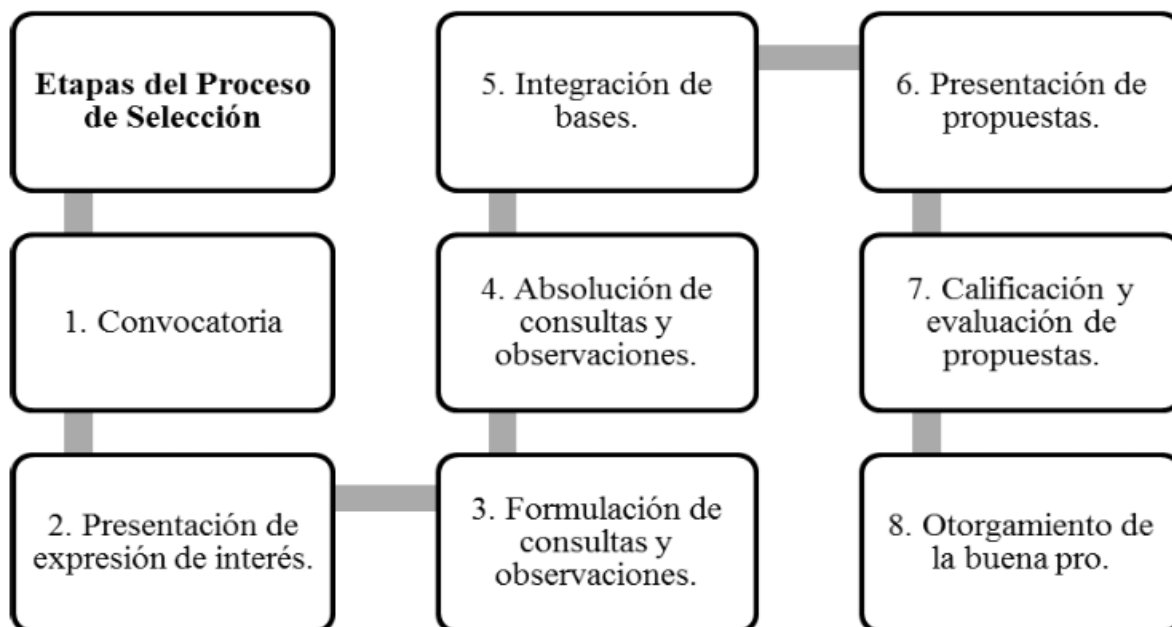 Etapas del Proceso
de Selección
1. Convocatoria
2. Presentación de
expresión de interés.
3. Formulación de
consultas y
observaciones.
4. Absolución de
consultas y
observaciones.
5. Integración de
bases.
6. Presentación de
propuestas.
7. Calificación y
evaluación de
propuestas.
8. Otorgamiento de
la buena pro.